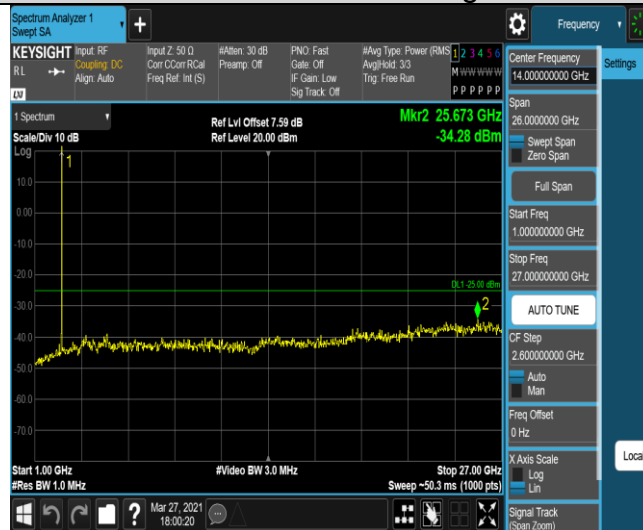 Spectrum Analyzer 1
Swept SA
Frequency
KEYSIGHT
Input: RF
Input Z: 50 Ω
#Atten: 30 dB
PNO: Fast
#Avg Type: Power (RMS
1 2 3 4 5 6
R L
Coupling: DC
Corr CCorr RCal
Preamp: Off
Gate: Off
Avg|Hold: 3/3
M W W W W W
Align: Auto
Freq Ref: Int (S)
IF Gain: Low
Trig: Free Run
Sig Track: Off
P P P P P P
LXI
1 Spectrum
Ref Lvl Offset 7.59 dB
Mkr2 25.673 GHz
Scale/Div 10 dB
Ref Level 20.00 dBm
-34.28 dBm
Log
1
10.0
0.00
-10.0
-20.0
DL1 -25.00 dBm
-30.0
2
-40.0
-50.0
-60.0
-70.0
Start 1.00 GHz
#Video BW 3.0 MHz
Stop 27.00 GHz
#Res BW 1.0 MHz
Sweep ~50.3 ms (1000 pts)
Mar 27, 2021
18:00:20
Center Frequency
14.000000000 GHz
Settings
Span
26.0000000 GHz
Swept Span
Zero Span
Full Span
Start Freq
1.000000000 GHz
Stop Freq
27.000000000 GHz
AUTO TUNE
CF Step
2.600000000 GHz
Auto
Man
Freq Offset
0 Hz
X Axis Scale
Log
Lin
Local
Signal Track
(Span Zoom)